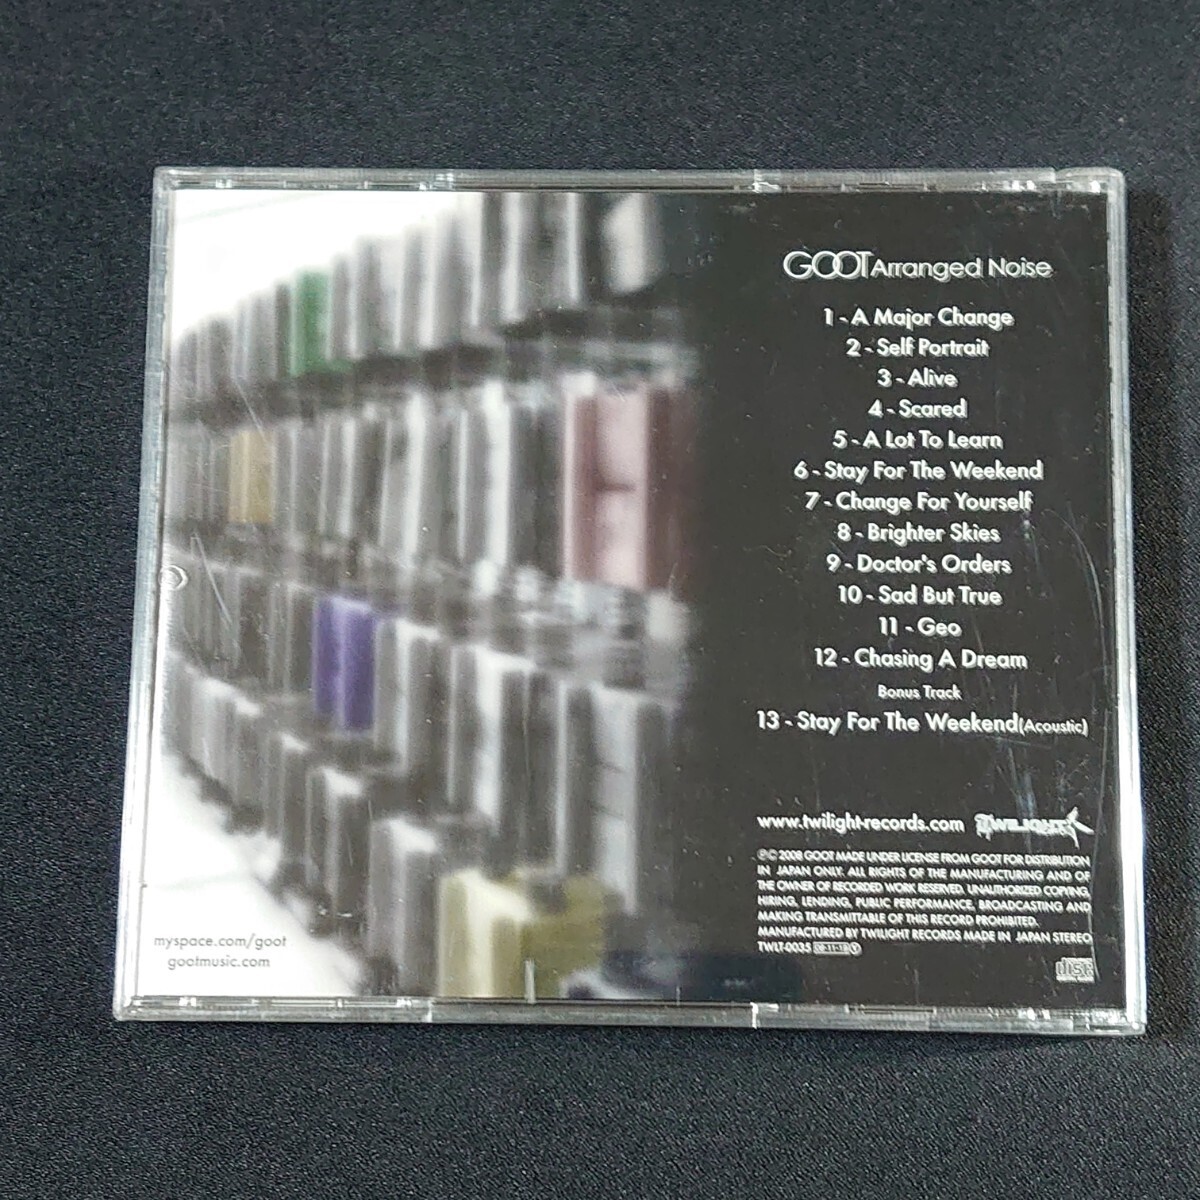 GOOT Arranged Noise
1 - A Major Change
2 - Self Portrait
3 - Alive
4 - Scared
5 - A Lot To Learn
6 - Stay For The Weekend
7 - Change For Yourself
8 - Brighter Skies
9 - Doctor's Orders
10 - Sad But True
11 - Geo
12 - Chasing A Dream
Bonus Track
13 - Stay For The Weekend(Acoustic)
www.twilight-records.com TWILIGHT
℗© 2008 GOOT MADE UNDER LICENSE FROM GOOT FOR DISTRIBUTION
IN JAPAN ONLY. ALL RIGHTS OF THE MANUFACTURING AND OF
THE OWNER OF RECORDED WORK RESERVED. UNAUTHORIZED COPYING,
HIRING, LENDING, PUBLIC PERFORMANCE, BROADCASTING AND
MAKING TRANSMITTABLE OF THIS RECORD PROHIBITED.
MANUFACTURED BY TWILIGHT RECORDS MADE IN JAPAN STEREO
TWLT-0035 08-11-19 Y
disc
myspace.com/goot
gootmusic.com